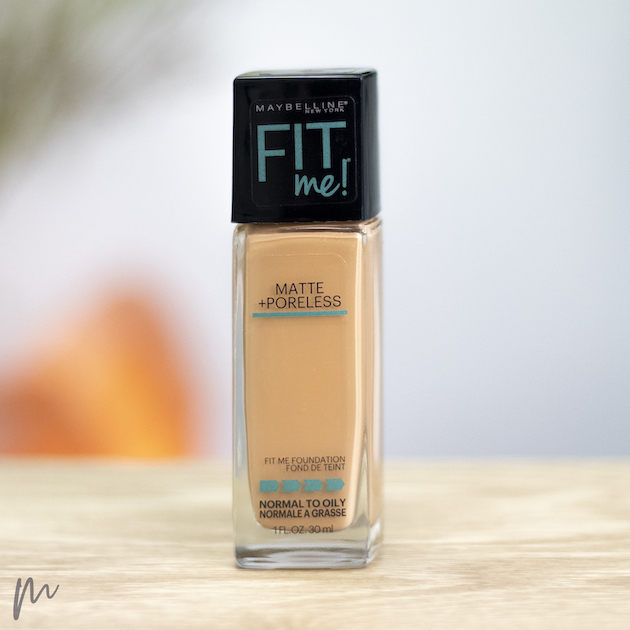 MAYBELLINE®
NEW YORK
FIT
me!®
MATTE
+PORELESS
FIT ME FOUNDATION
FOND DE TEINT
NORMAL TO OILY
NORMALE A GRASSE
1 FL.OZ. 30 ml
m